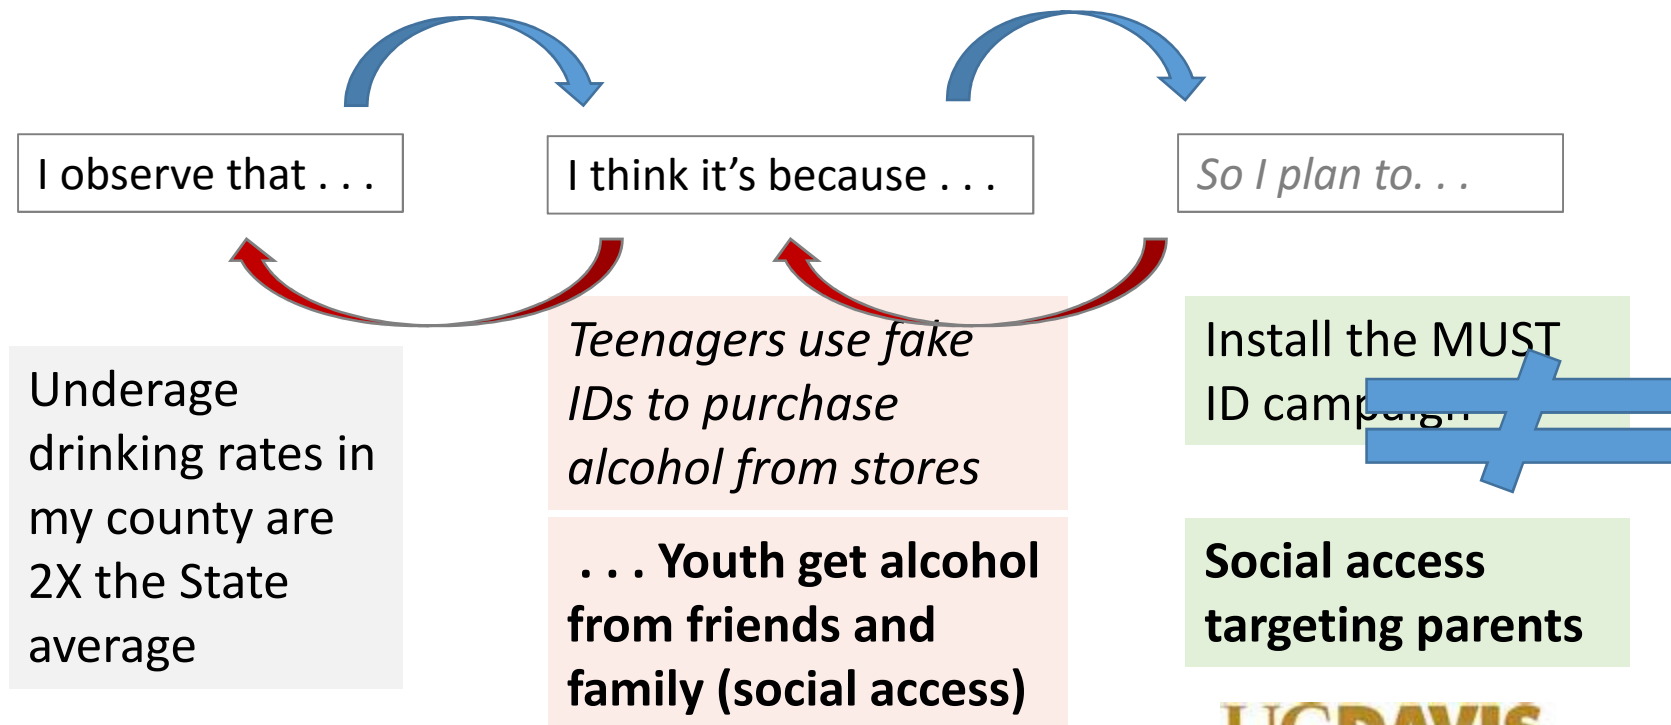 I observe that . . .
I think it's because . . .
So I plan to. . .
Underage
drinking rates in
my county are
2X the State
average
Teenagers use fake
IDs to purchase
alcohol from stores
. . . Youth get alcohol
from friends and
family (social access)
Install the MUST
ID campaign
Social access
targeting parents
UCDAVIS